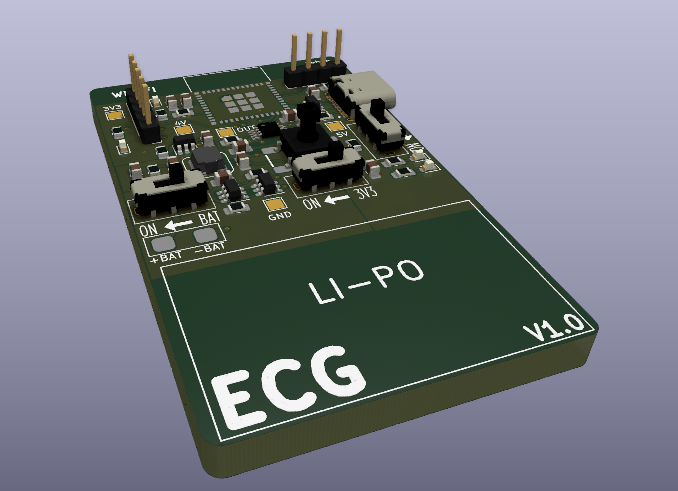 3V3
4V
5V
ON
BAT
ON
3V3
GND
+BAT
-BAT
LI-PO
ECG
V1.0